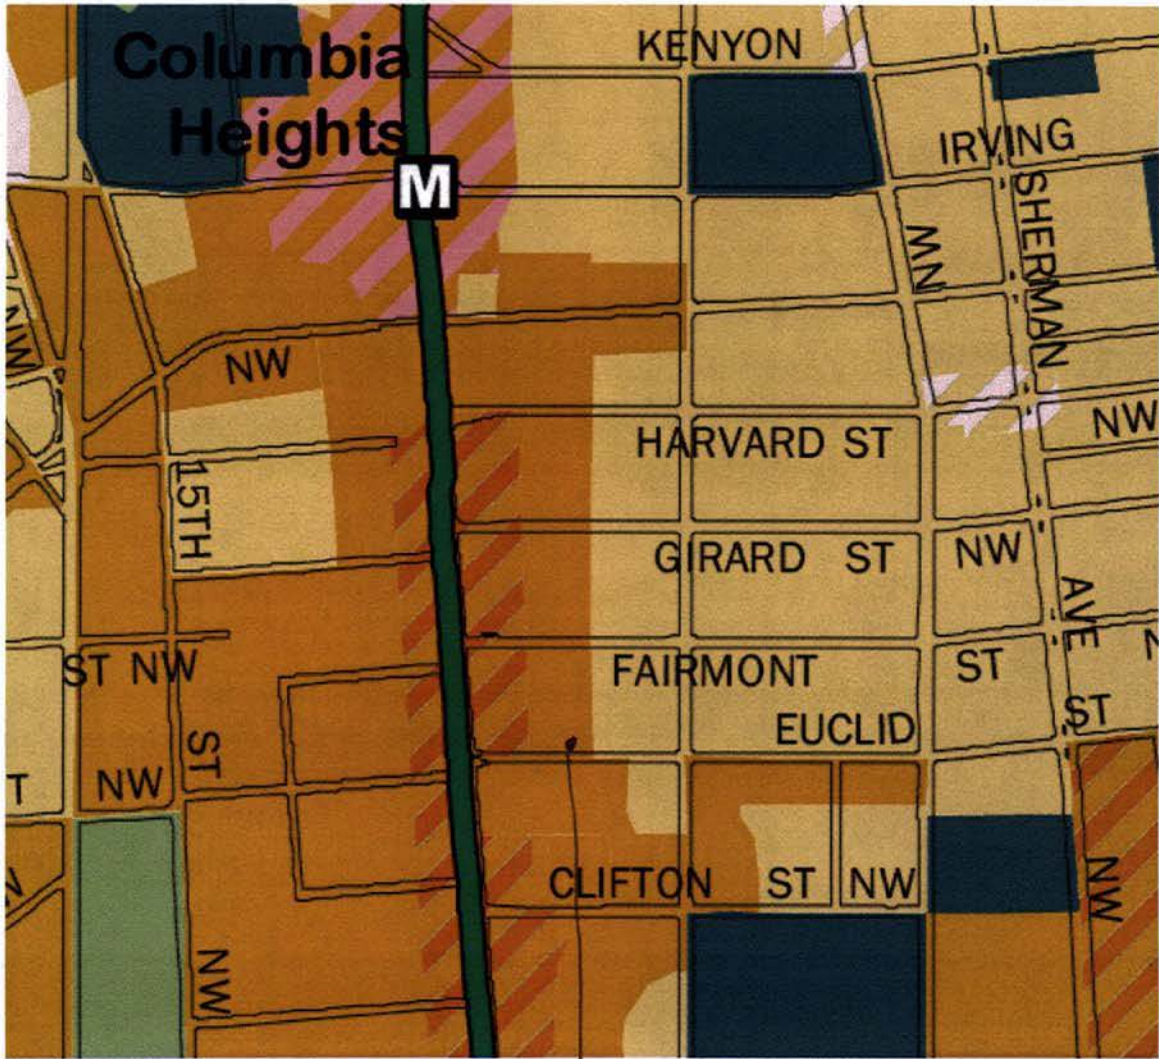 Columbia
Heights
KENYON
M
IRVING
SHERMAN
NW
NW
NW
HARVARD ST
NW
15TH
GIRARD ST NW
AVE
ST NW
FAIRMONT ST
ST
EUCLID
ST
NW
CLIFTON ST NW
NW
NW